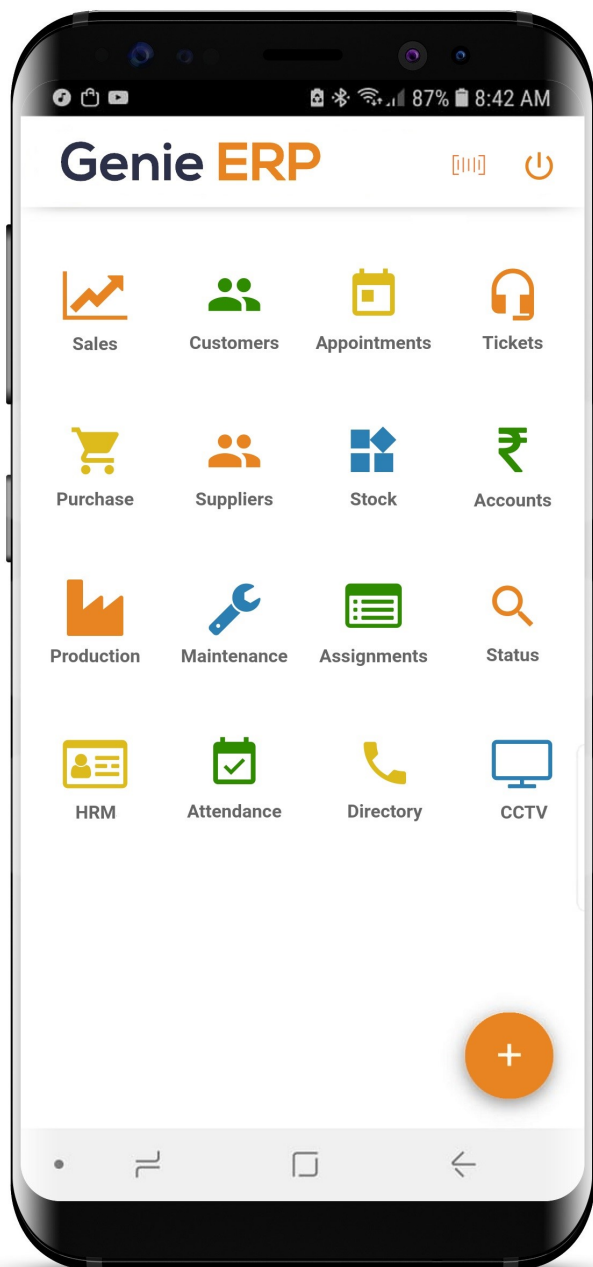 87% 8:42 AM
Genie ERP
Sales Customers Appointments Tickets
Purchase Suppliers Stock Accounts
Production Maintenance Assignments Status
HRM Attendance Directory CCTV